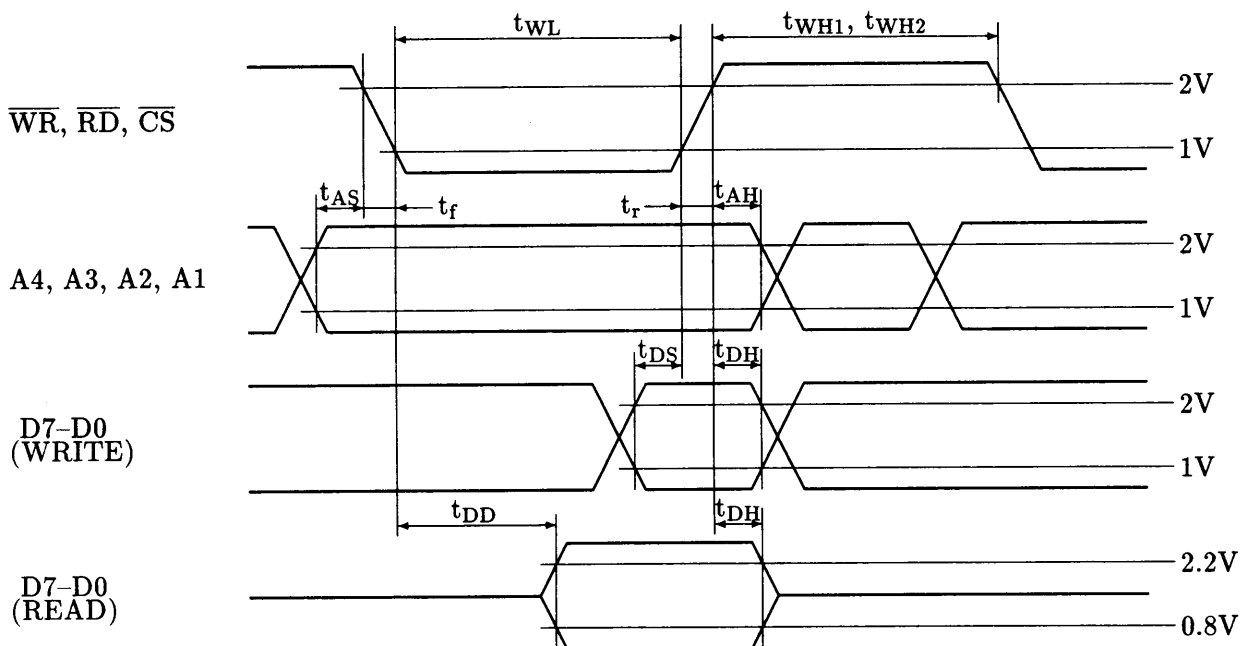 tWL
tWH1, tWH2
2V
WR, RD, CS
1V
tAS
tf
tr
tAH
2V
A4, A3, A2, A1
1V
tDS
tDH
2V
D7–D0
(WRITE)
1V
tDD
tDH
2.2V
D7–D0
(READ)
0.8V